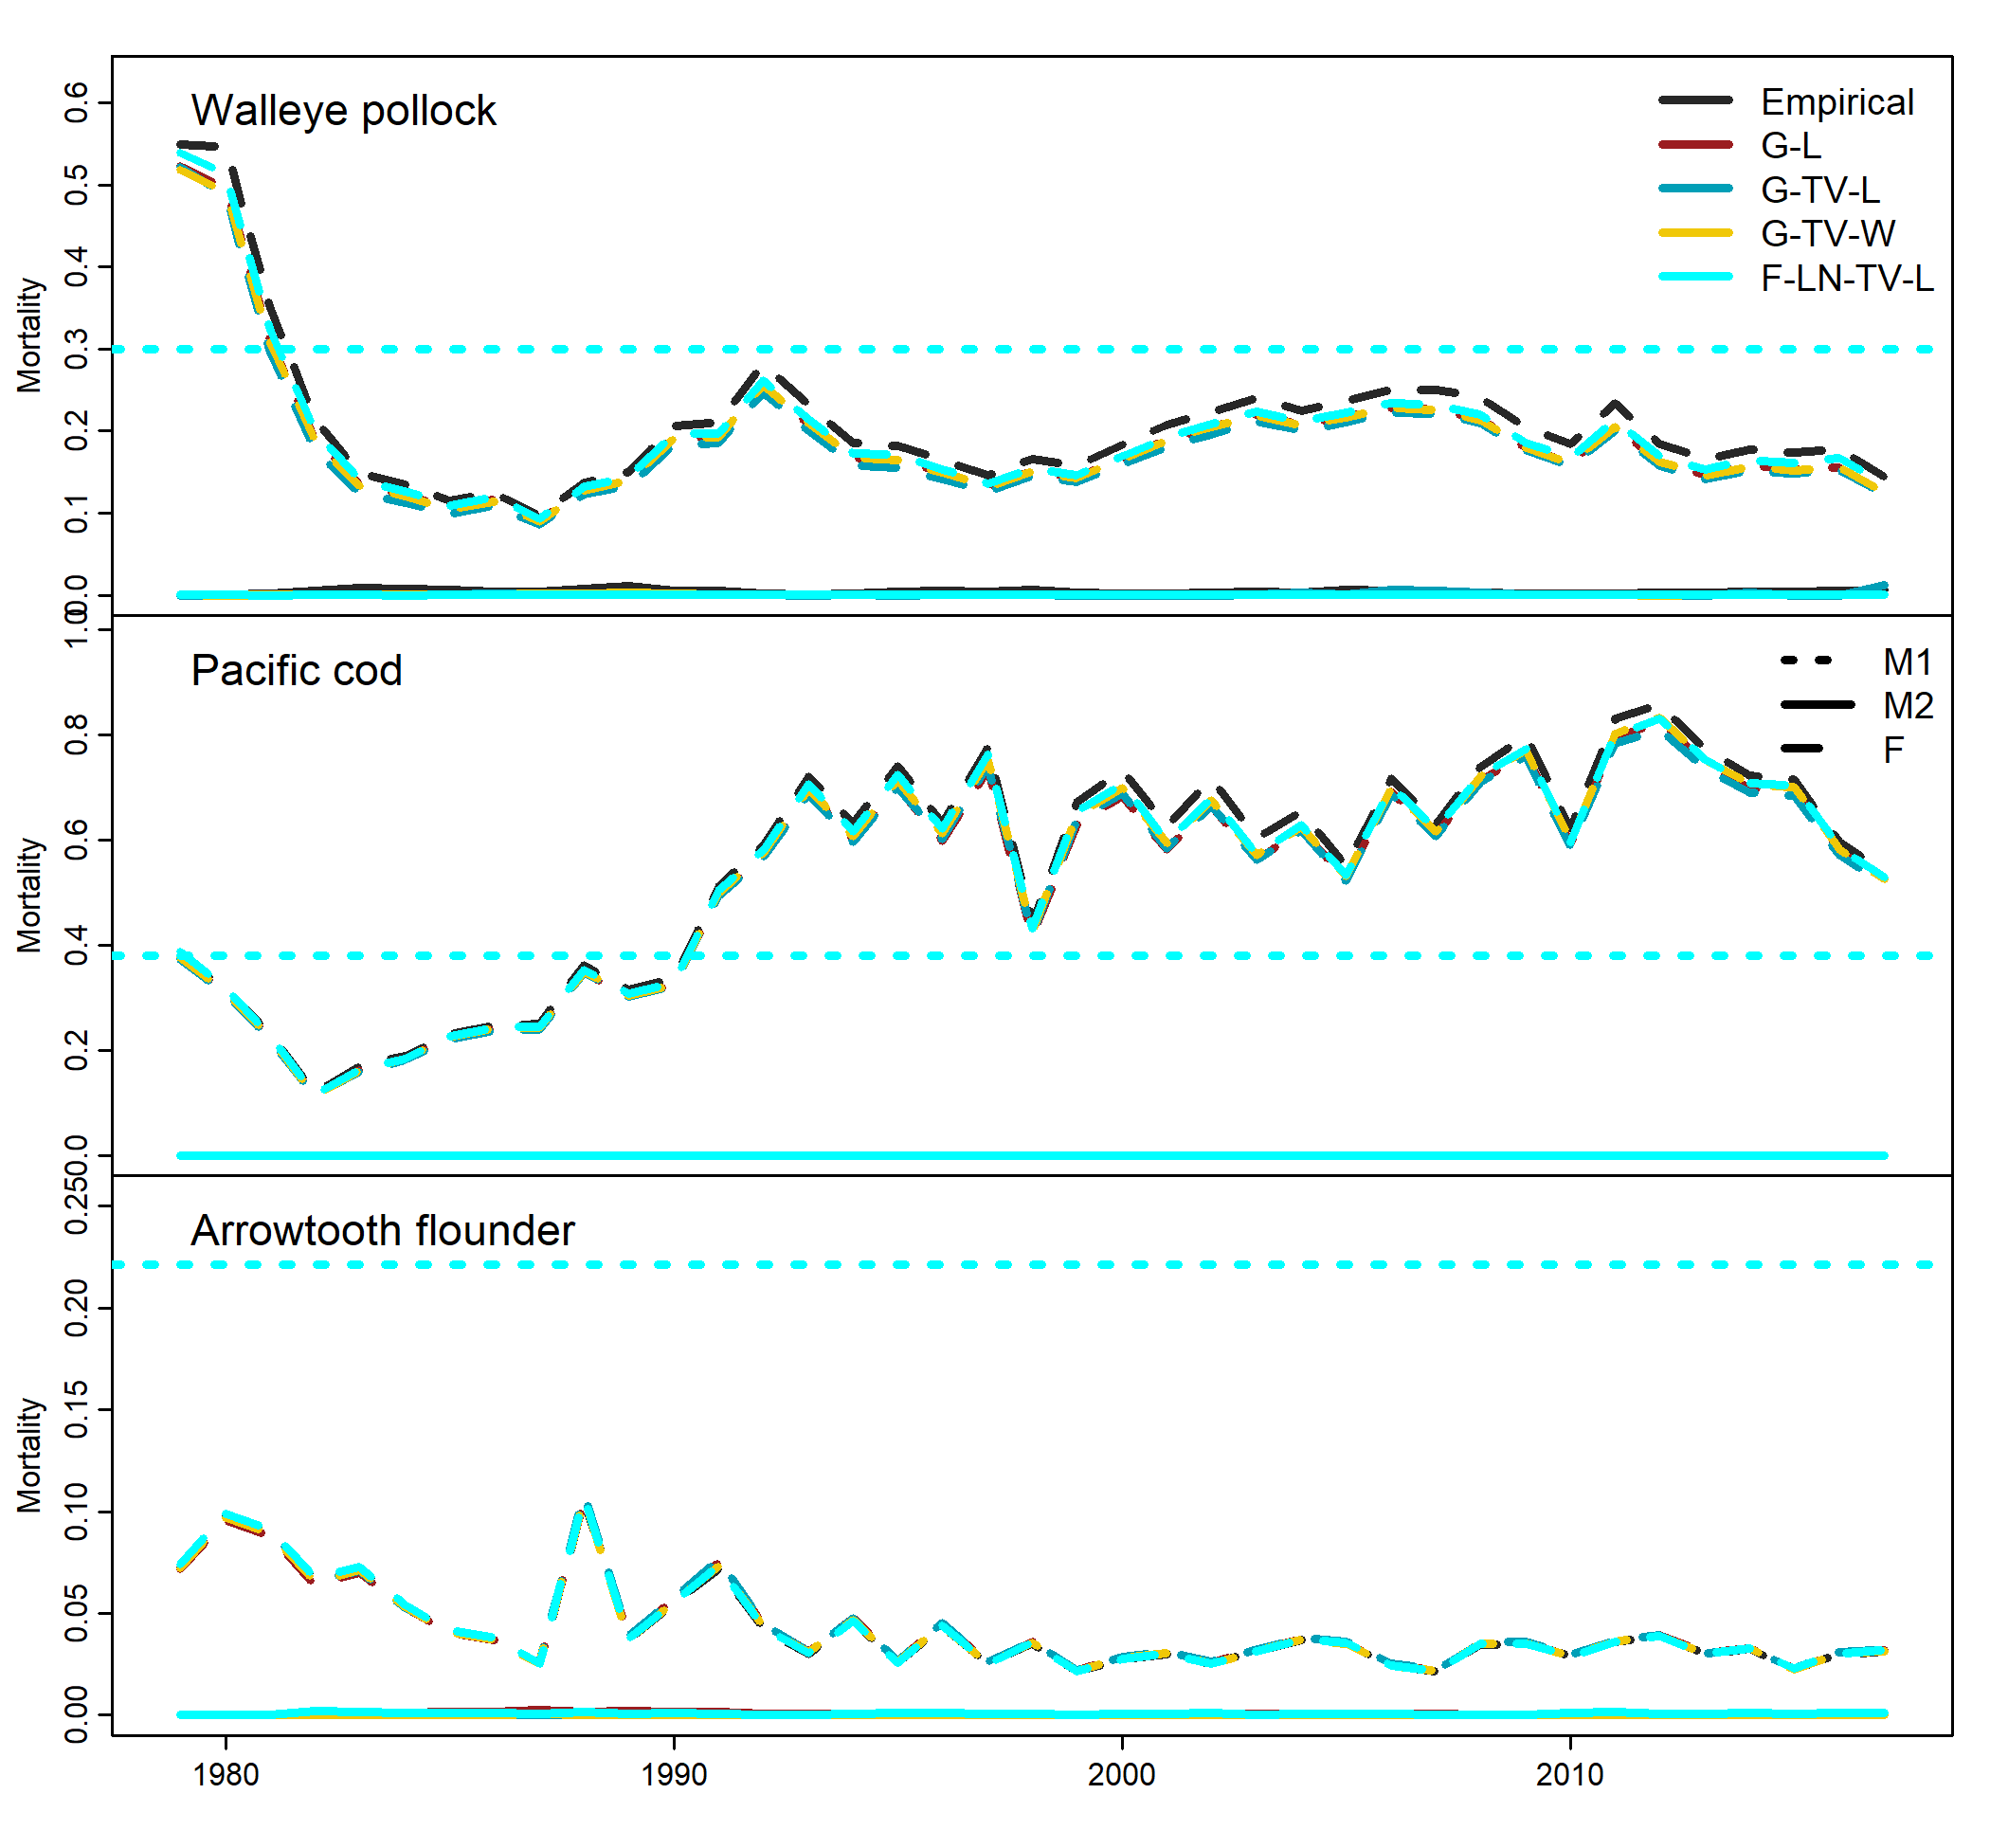 Walleye pollock
Empirical
G-L
G-TV-L
G-TV-W
F-LN-TV-L
Mortality
0.6
0.5
0.4
0.3
0.2
0.1
0.0
Pacific cod
M1
M2
F
Mortality
1.0
0.8
0.6
0.4
0.2
0.0
Arrowtooth flounder
Mortality
0.25
0.20
0.15
0.10
0.05
0.00
1980 1990 2000 2010